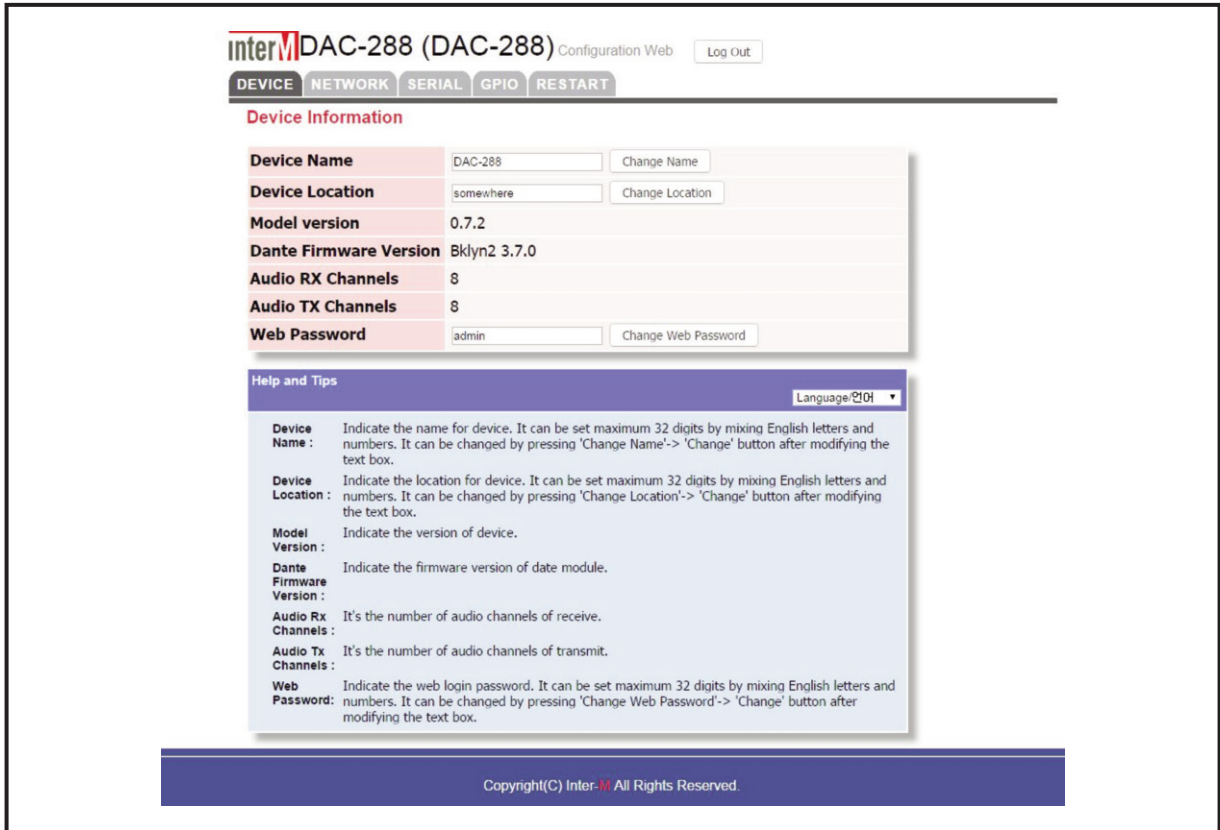 interM DAC-288 (DAC-288) Configuration Web Log Out
DEVICE NETWORK SERIAL GPIO RESTART
Device Information
Device Name DAC-288 Change Name
Device Location somewhere Change Location
Model version 0.7.2
Dante Firmware Version Bklyn2 3.7.0
Audio RX Channels 8
Audio TX Channels 8
Web Password admin Change Web Password
Help and Tips
Language/언어
Device Indicate the name for device. It can be set maximum 32 digits by mixing English letters and
Name : numbers. It can be changed by pressing 'Change Name'-> 'Change' button after modifying the
text box.
Device Indicate the location for device. It can be set maximum 32 digits by mixing English letters and
Location : numbers. It can be changed by pressing 'Change Location'-> 'Change' button after modifying
the text box.
Model Indicate the version of device.
Version :
Dante Indicate the firmware version of date module.
Firmware
Version :
Audio Rx It's the number of audio channels of receive.
Channels :
Audio Tx It's the number of audio channels of transmit.
Channels :
Web Indicate the web login password. It can be set maximum 32 digits by mixing English letters and
Password: numbers. It can be changed by pressing 'Change Web Password'-> 'Change' button after
modifying the text box.
Copyright(C) Inter-M All Rights Reserved.